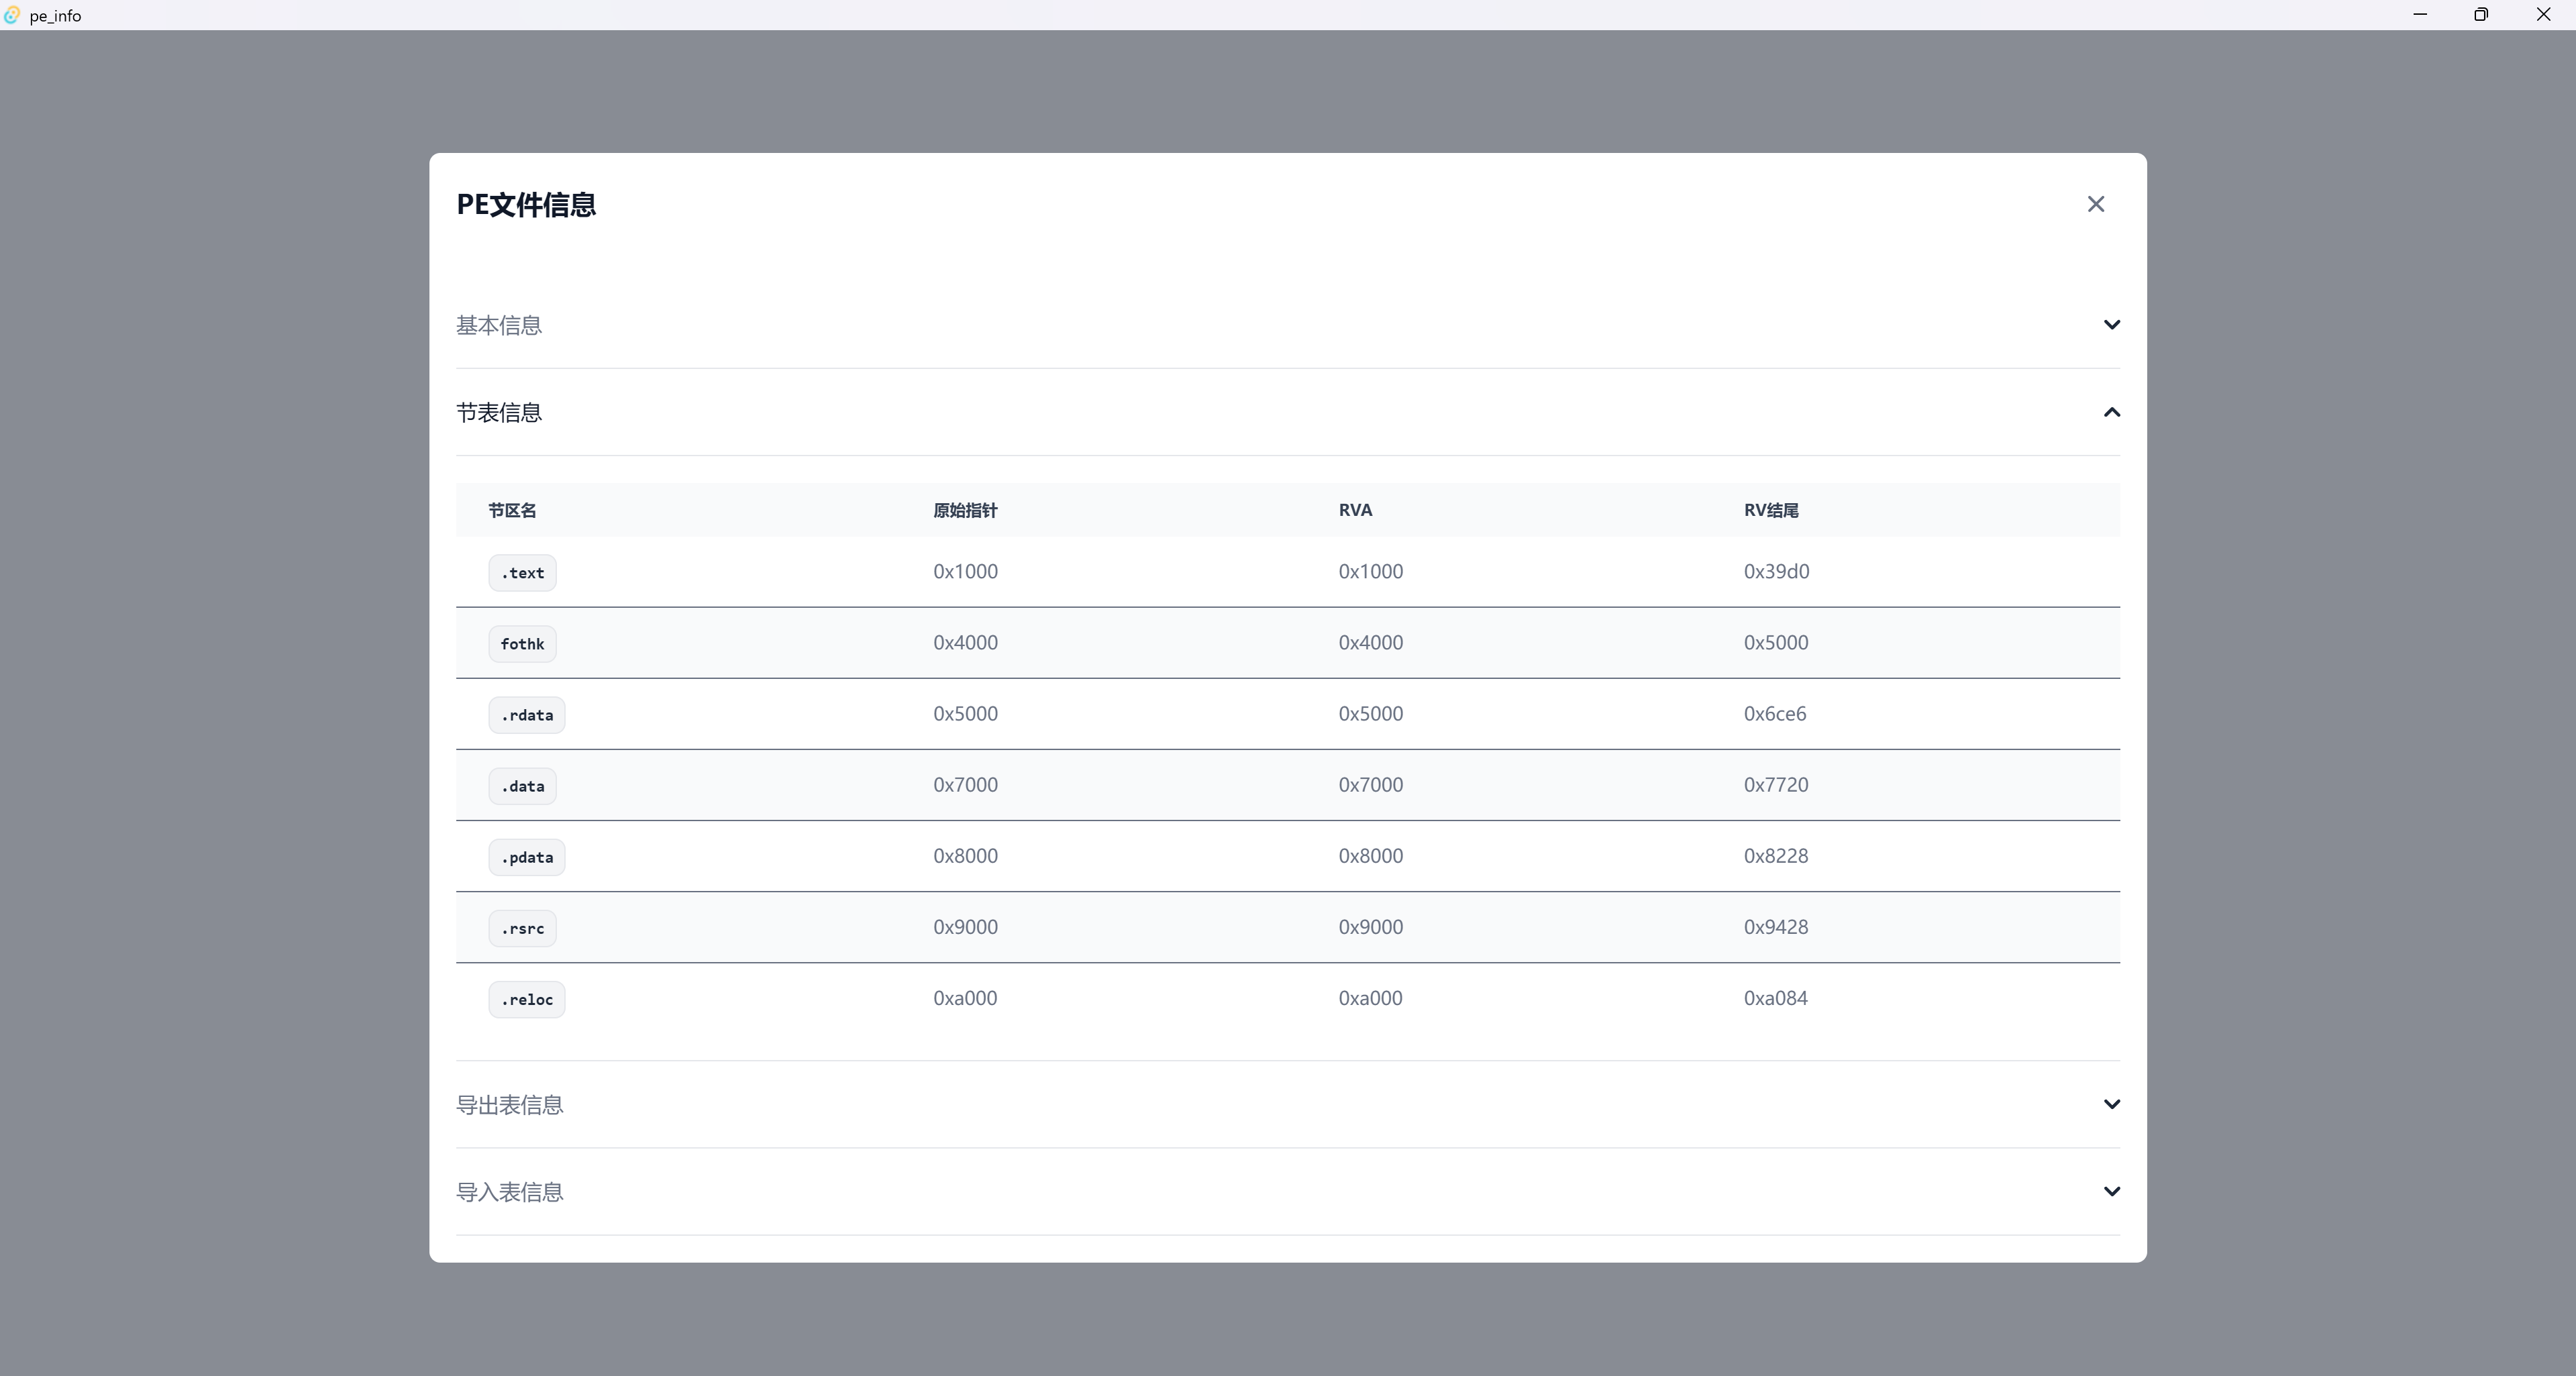 pe_info
PE文件信息
基本信息
节表信息
节区名 原始指针 RVA RV结尾
.text 0x1000 0x1000 0x39d0
fothk 0x4000 0x4000 0x5000
.rdata 0x5000 0x5000 0x6ce6
.data 0x7000 0x7000 0x7720
.pdata 0x8000 0x8000 0x8228
.rsrc 0x9000 0x9000 0x9428
.reloc 0xa000 0xa000 0xa084
导出表信息
导入表信息